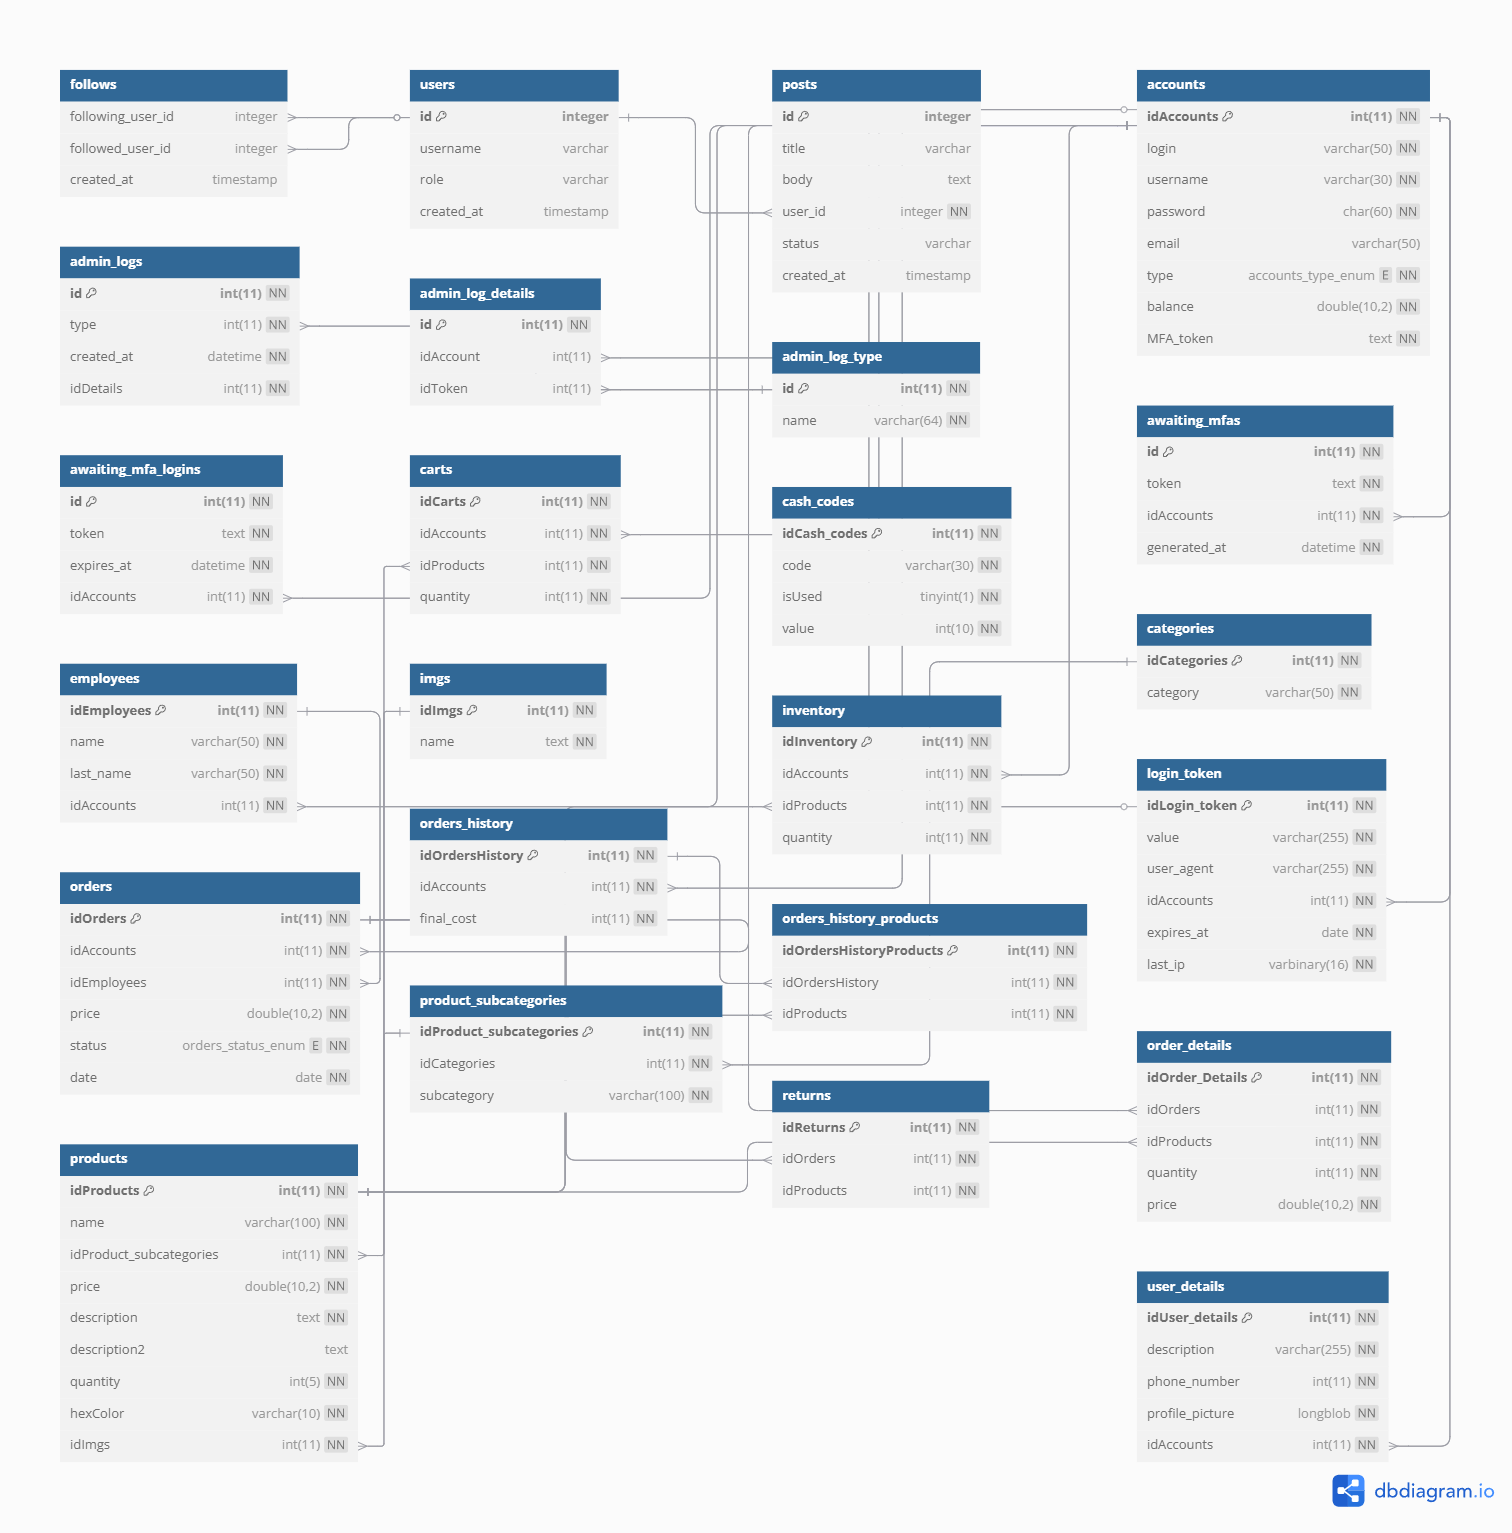 follows
following_user_id integer
followed_user_id integer
created_at timestamp
users
id integer
username varchar
role varchar
created_at timestamp
posts
id integer
title varchar
body text
user_id integer NN
status varchar
created_at timestamp
accounts
idAccounts int(11) NN
login varchar(50) NN
username varchar(30) NN
password char(60) NN
email varchar(50)
type accounts_type_enum E NN
balance double(10,2) NN
MFA_token text NN
admin_logs
id int(11) NN
type int(11) NN
created_at datetime NN
idDetails int(11) NN
admin_log_details
id int(11) NN
idAccount int(11)
idToken int(11)
admin_log_type
id int(11) NN
name varchar(64) NN
awaiting_mfas
id int(11) NN
token text NN
idAccounts int(11) NN
generated_at datetime NN
awaiting_mfa_logins
id int(11) NN
token text NN
expires_at datetime NN
idAccounts int(11) NN
carts
idCarts int(11) NN
idAccounts int(11) NN
idProducts int(11) NN
quantity int(11) NN
cash_codes
idCash_codes int(11) NN
code varchar(30) NN
isUsed tinyint(1) NN
value int(10) NN
categories
idCategories int(11) NN
category varchar(50) NN
employees
idEmployees int(11) NN
name varchar(50) NN
last_name varchar(50) NN
idAccounts int(11) NN
imgs
idImgs int(11) NN
name text NN
inventory
idInventory int(11) NN
idAccounts int(11) NN
idProducts int(11) NN
quantity int(11) NN
login_token
idLogin_token int(11) NN
value varchar(255) NN
user_agent varchar(255) NN
idAccounts int(11) NN
expires_at date NN
last_ip varbinary(16) NN
orders
idOrders int(11) NN
idAccounts int(11) NN
idEmployees int(11) NN
price double(10,2) NN
status orders_status_enum E NN
date date NN
orders_history
idOrdersHistory int(11) NN
idAccounts int(11) NN
final_cost int(11) NN
orders_history_products
idOrdersHistoryProducts int(11) NN
idOrdersHistory int(11) NN
idProducts int(11) NN
order_details
idOrder_Details int(11) NN
idOrders int(11) NN
idProducts int(11) NN
quantity int(11) NN
price double(10,2) NN
product_subcategories
idProduct_subcategories int(11) NN
idCategories int(11) NN
subcategory varchar(100) NN
returns
idReturns int(11) NN
idOrders int(11) NN
idProducts int(11) NN
products
idProducts int(11) NN
name varchar(100) NN
idProduct_subcategories int(11) NN
price double(10,2) NN
description text NN
description2 text
quantity int(5) NN
hexColor varchar(10) NN
idImgs int(11) NN
user_details
idUser_details int(11) NN
description varchar(255) NN
phone_number int(11) NN
profile_picture longblob NN
idAccounts int(11) NN
dbdiagram.io